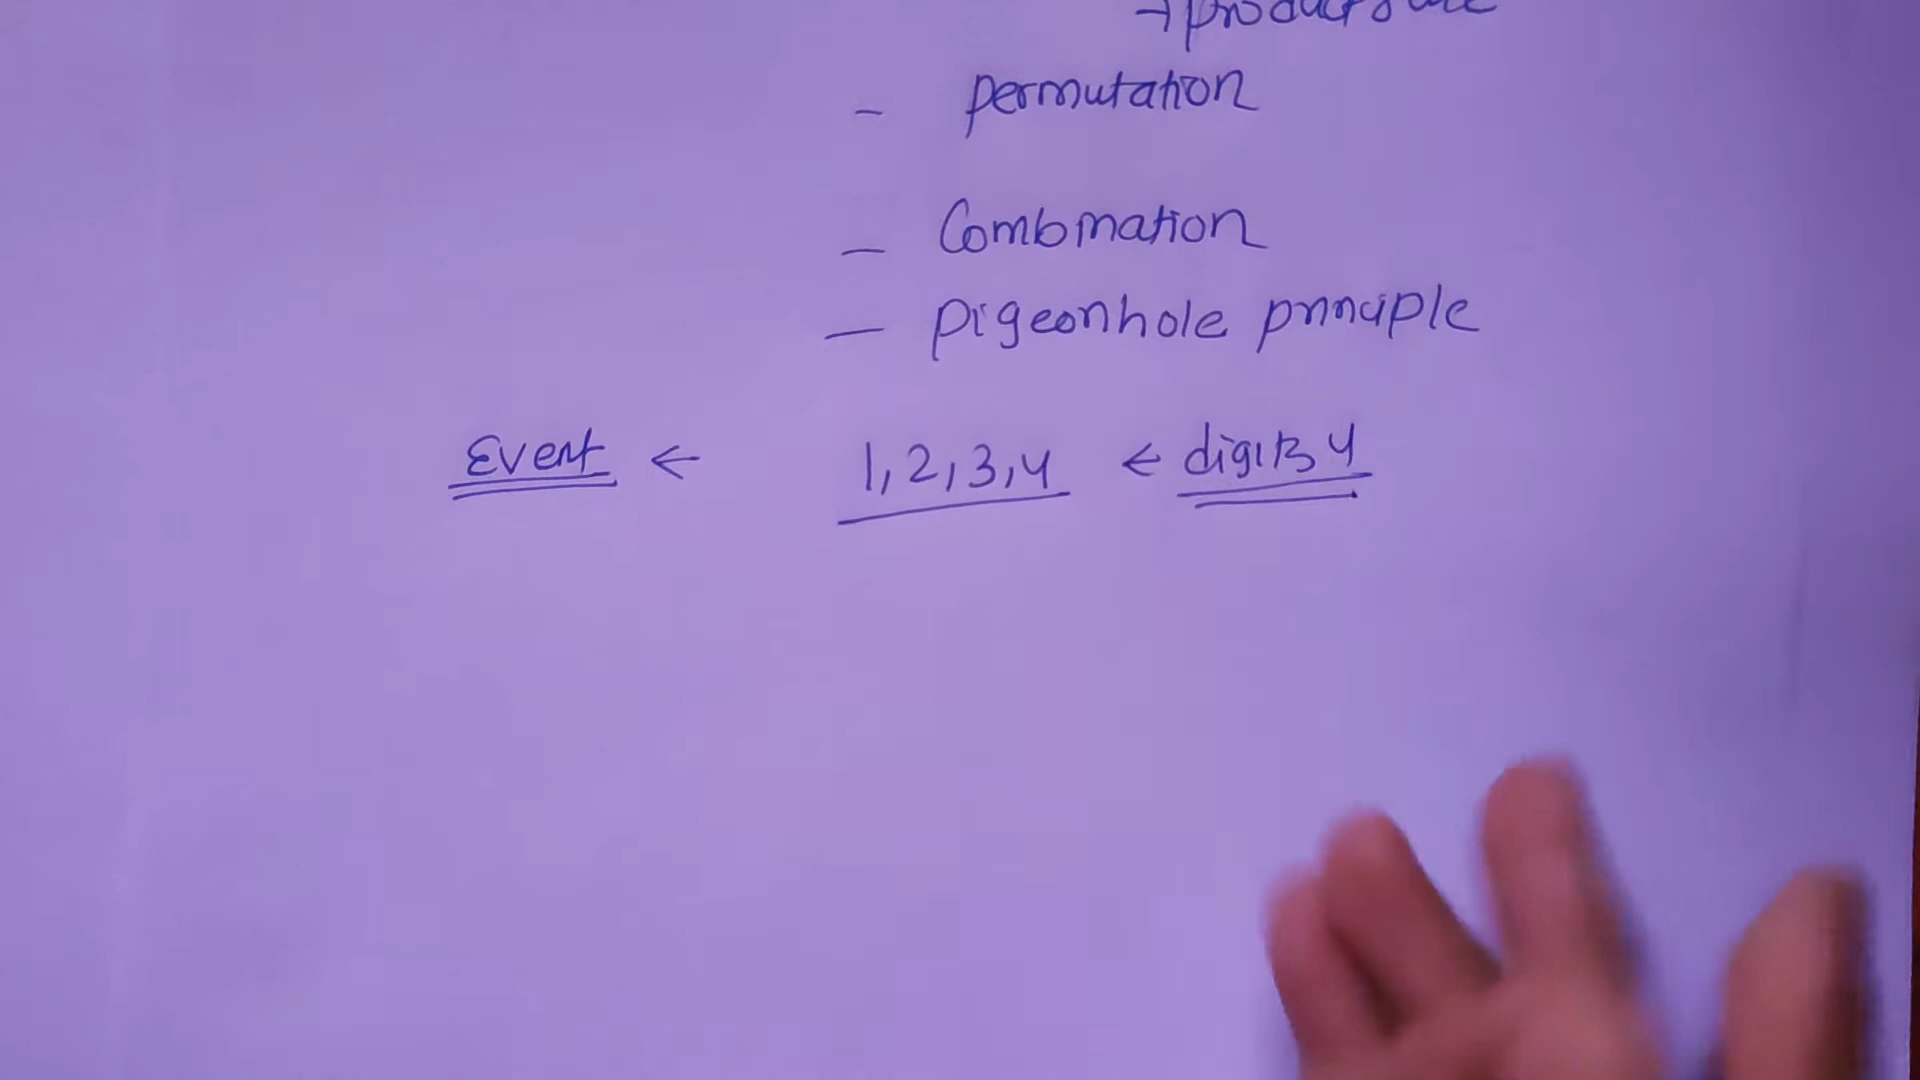 - permutation
- Combination
- pigeonhole principle
Event ← 1,2,3,4 ← digits 4